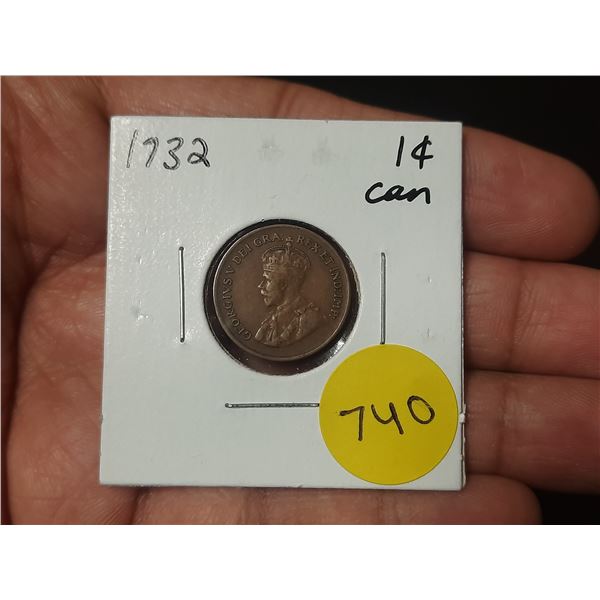 1932 1¢
can
GEORGIVS V DEI GRA: REX ET IND:IMP:
740